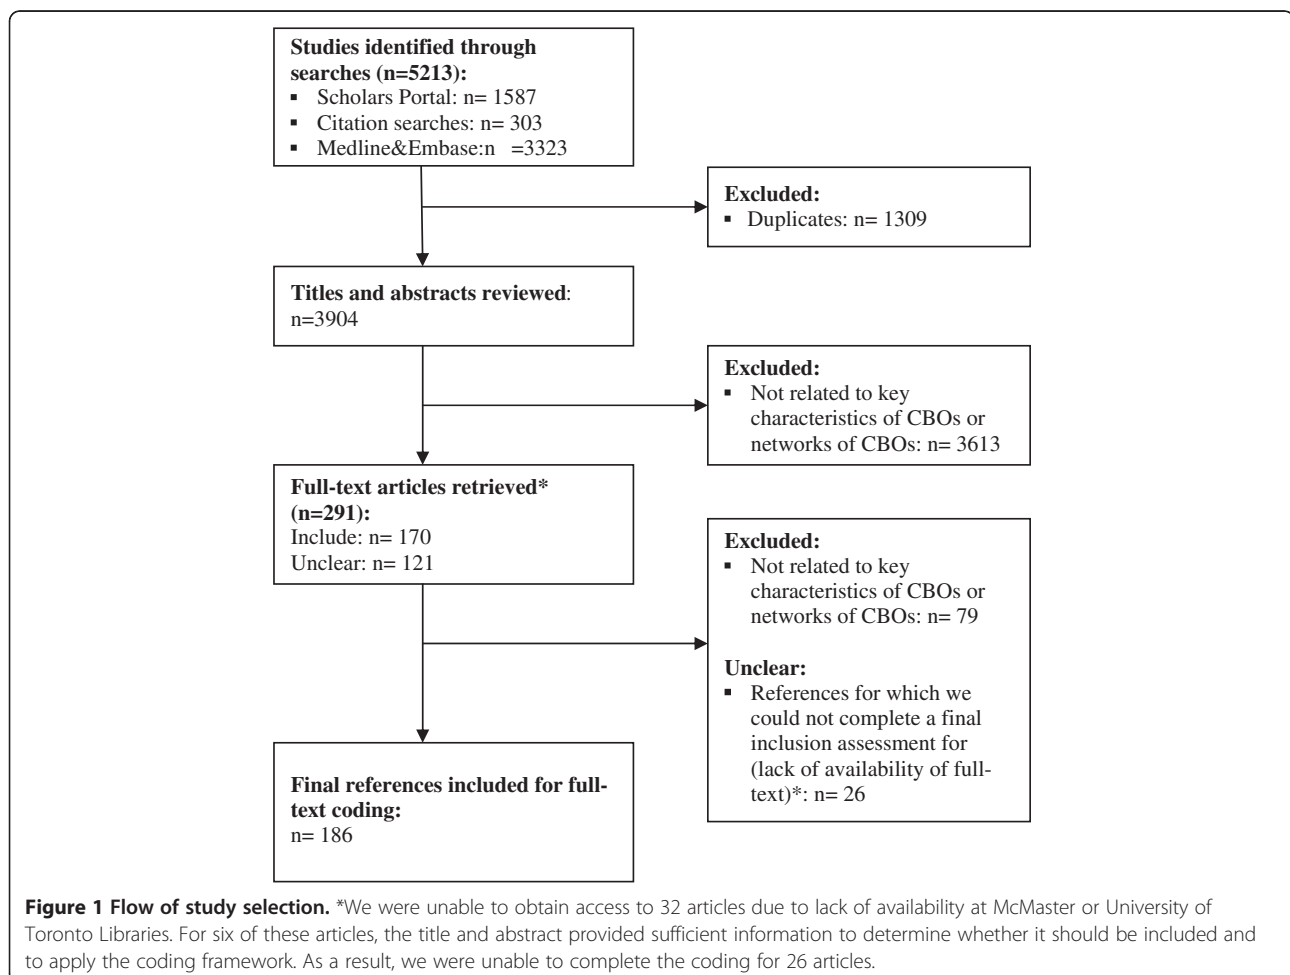 Studies identified through
searches (n=5213):
▪ Scholars Portal: n= 1587
▪ Citation searches: n= 303
▪ Medline&Embase:n =3323
Excluded:
▪ Duplicates: n= 1309
Titles and abstracts reviewed:
n=3904
Excluded:
▪ Not related to key
characteristics of CBOs or
networks of CBOs: n= 3613
Full-text articles retrieved*
(n=291):
Include: n= 170
Unclear: n= 121
Excluded:
▪ Not related to key
characteristics of CBOs or
networks of CBOs: n= 79
Unclear:
▪ References for which we
could not complete a final
inclusion assessment for
(lack of availability of full-
text)*: n= 26
Final references included for full-
text coding:
n= 186
Figure 1 Flow of study selection. *We were unable to obtain access to 32 articles due to lack of availability at McMaster or University of
Toronto Libraries. For six of these articles, the title and abstract provided sufficient information to determine whether it should be included and
to apply the coding framework. As a result, we were unable to complete the coding for 26 articles.